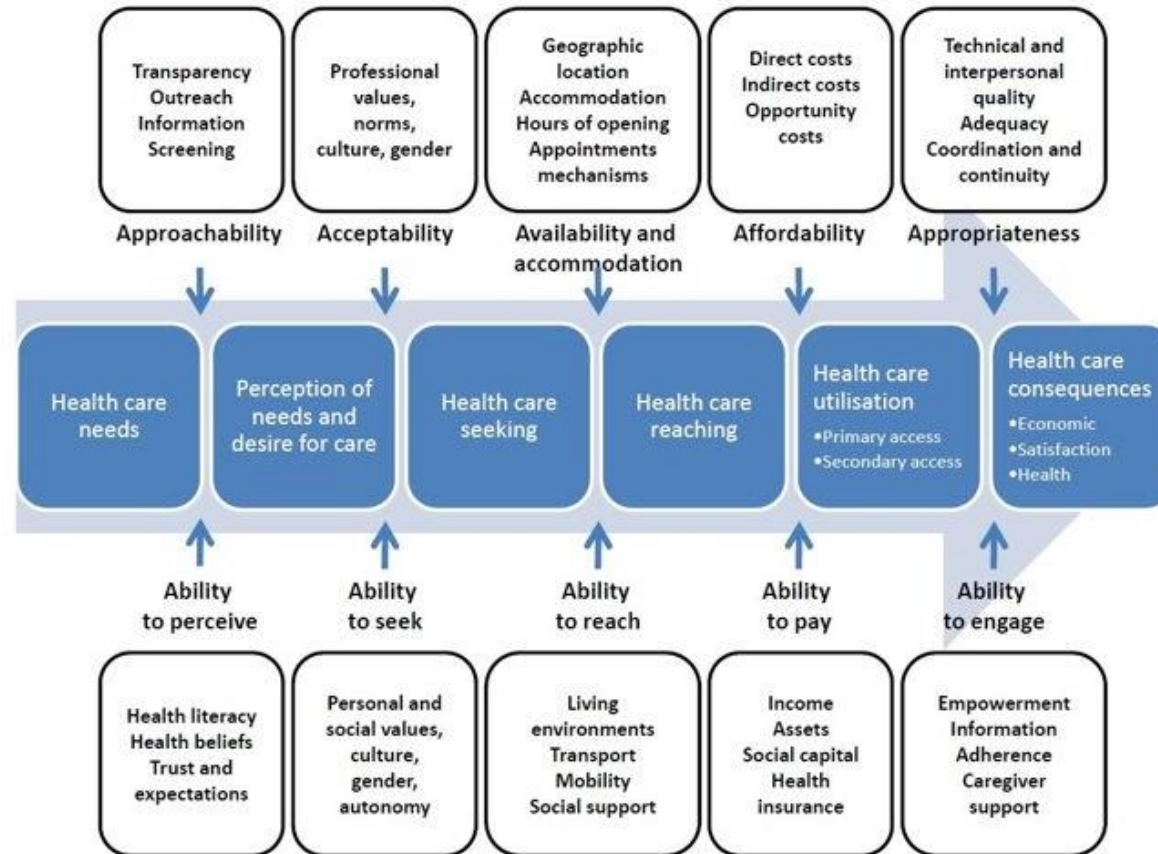 Transparency
Outreach
Information
Screening
Professional
values,
norms,
culture, gender
Geographic
location
Accommodation
Hours of opening
Appointments
mechanisms
Direct costs
Indirect costs
Opportunity
costs
Technical and
interpersonal
quality
Adequacy
Coordination and
continuity
Approachability
Acceptability
Availability and
accommodation
Affordability
Appropriateness
Health care
needs
Perception of
needs and
desire for care
Health care
seeking
Health care
reaching
Health care
utilisation
•Primary access
•Secondary access
Health care
consequences
•Economic
•Satisfaction
•Health
Ability
to perceive
Ability
to seek
Ability
to reach
Ability
to pay
Ability
to engage
Health literacy
Health beliefs
Trust and
expectations
Personal and
social values,
culture,
gender,
autonomy
Living
environments
Transport
Mobility
Social support
Income
Assets
Social capital
Health
insurance
Empowerment
Information
Adherence
Caregiver
support